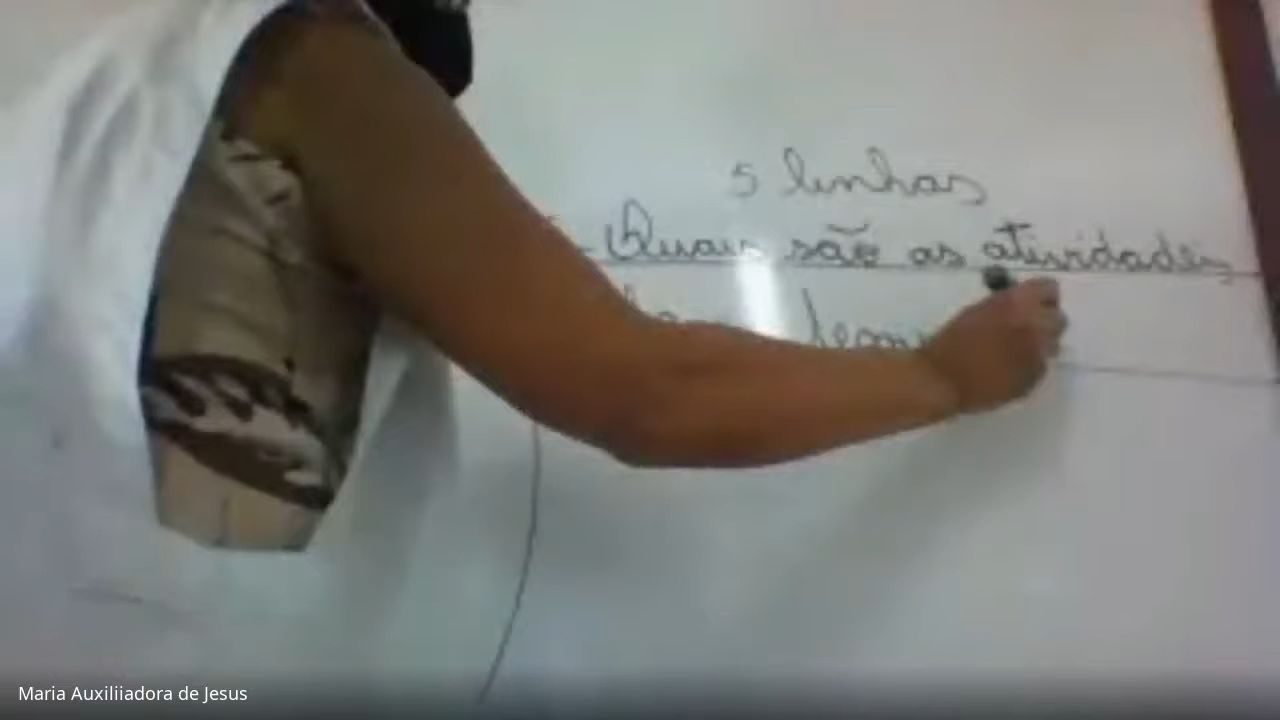 5 linhas
- Quais são as atividades
Maria Auxiliiadora de Jesus